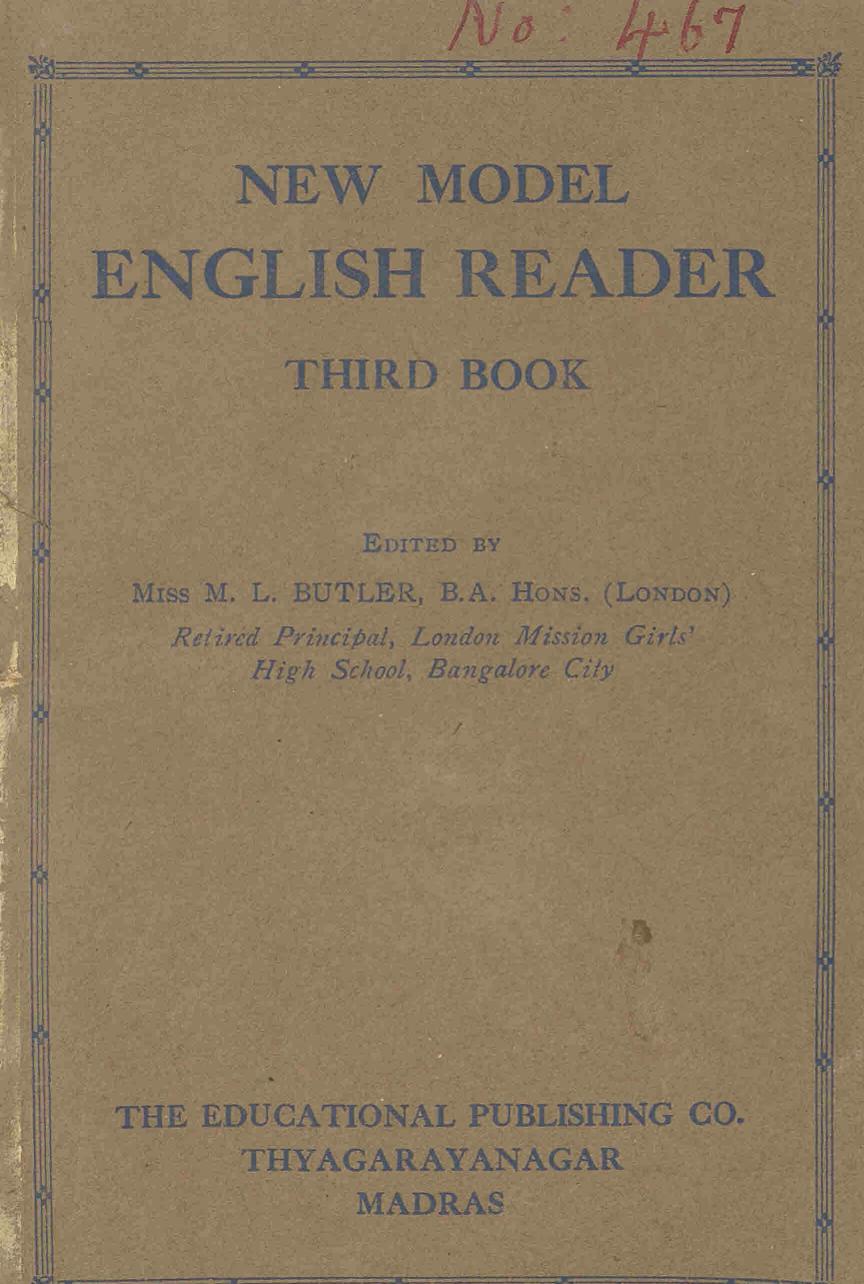 No: 467
NEW MODEL
ENGLISH READER
THIRD BOOK
EDITED BY
MISS M. L. BUTLER, B.A. HONS. (LONDON)
Retired Principal, London Mission Girls'
High School, Bangalore City
THE EDUCATIONAL PUBLISHING CO.
THYAGARAYANAGAR
MADRAS